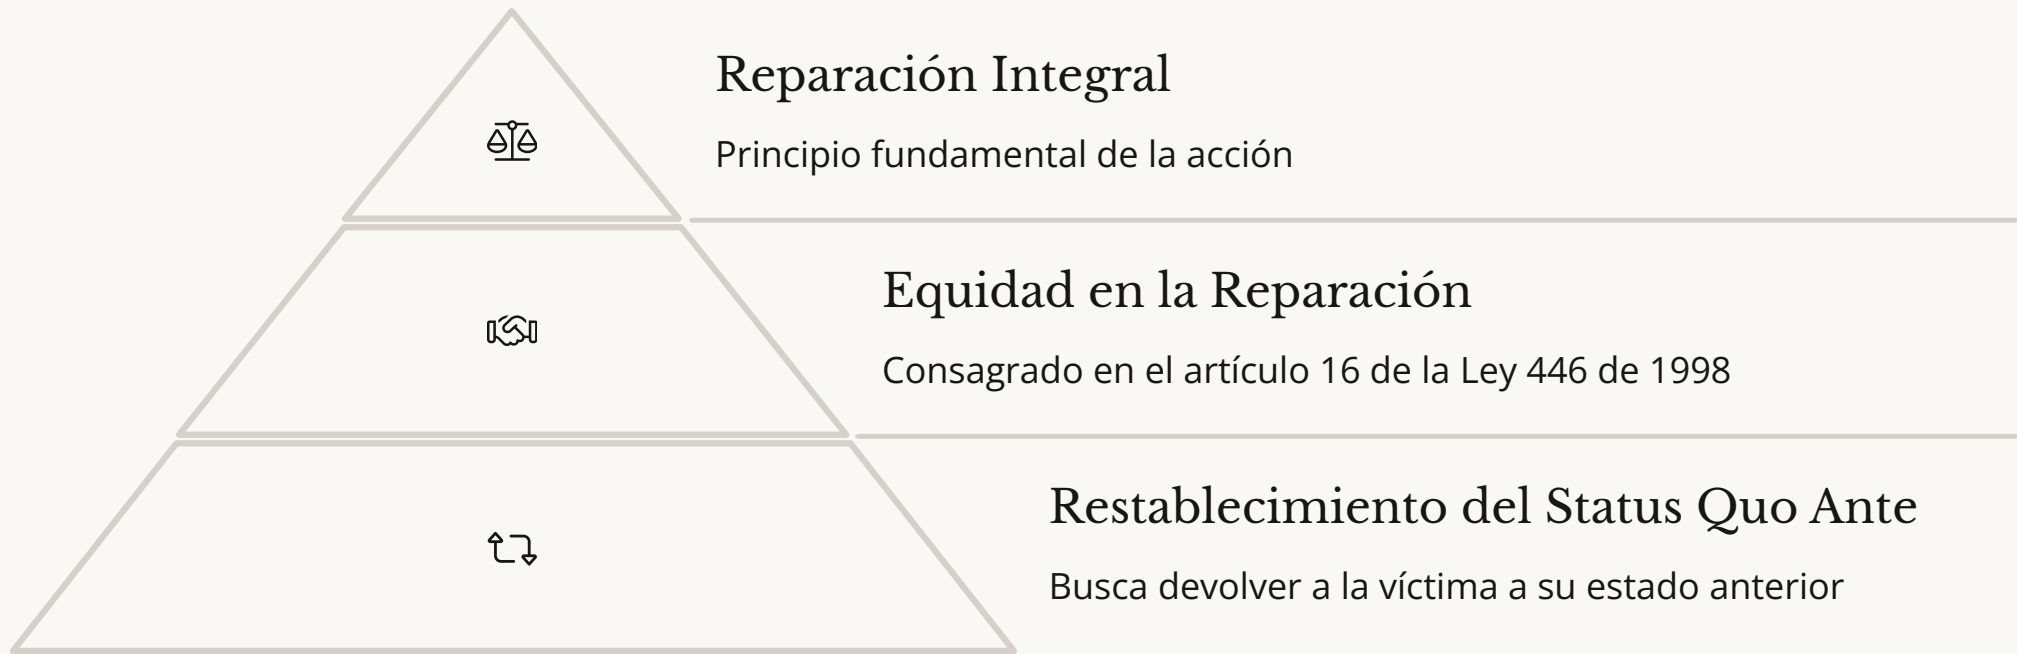 Reparación Integral
Principio fundamental de la acción
Equidad en la Reparación
Consagrado en el artículo 16 de la Ley 446 de 1998
Restablecimiento del Status Quo Ante
Busca devolver a la víctima a su estado anterior